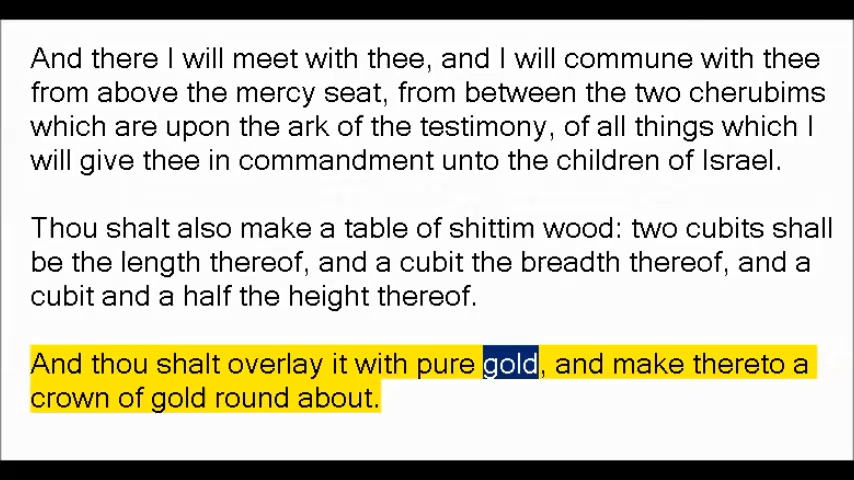 And there I will meet with thee, and I will commune with thee
from above the mercy seat, from between the two cherubims
which are upon the ark of the testimony, of all things which I
will give thee in commandment unto the children of Israel.
Thou shalt also make a table of shittim wood: two cubits shall
be the length thereof, and a cubit the breadth thereof, and a
cubit and a half the height thereof.
And thou shalt overlay it with pure gold, and make thereto a
crown of gold round about.